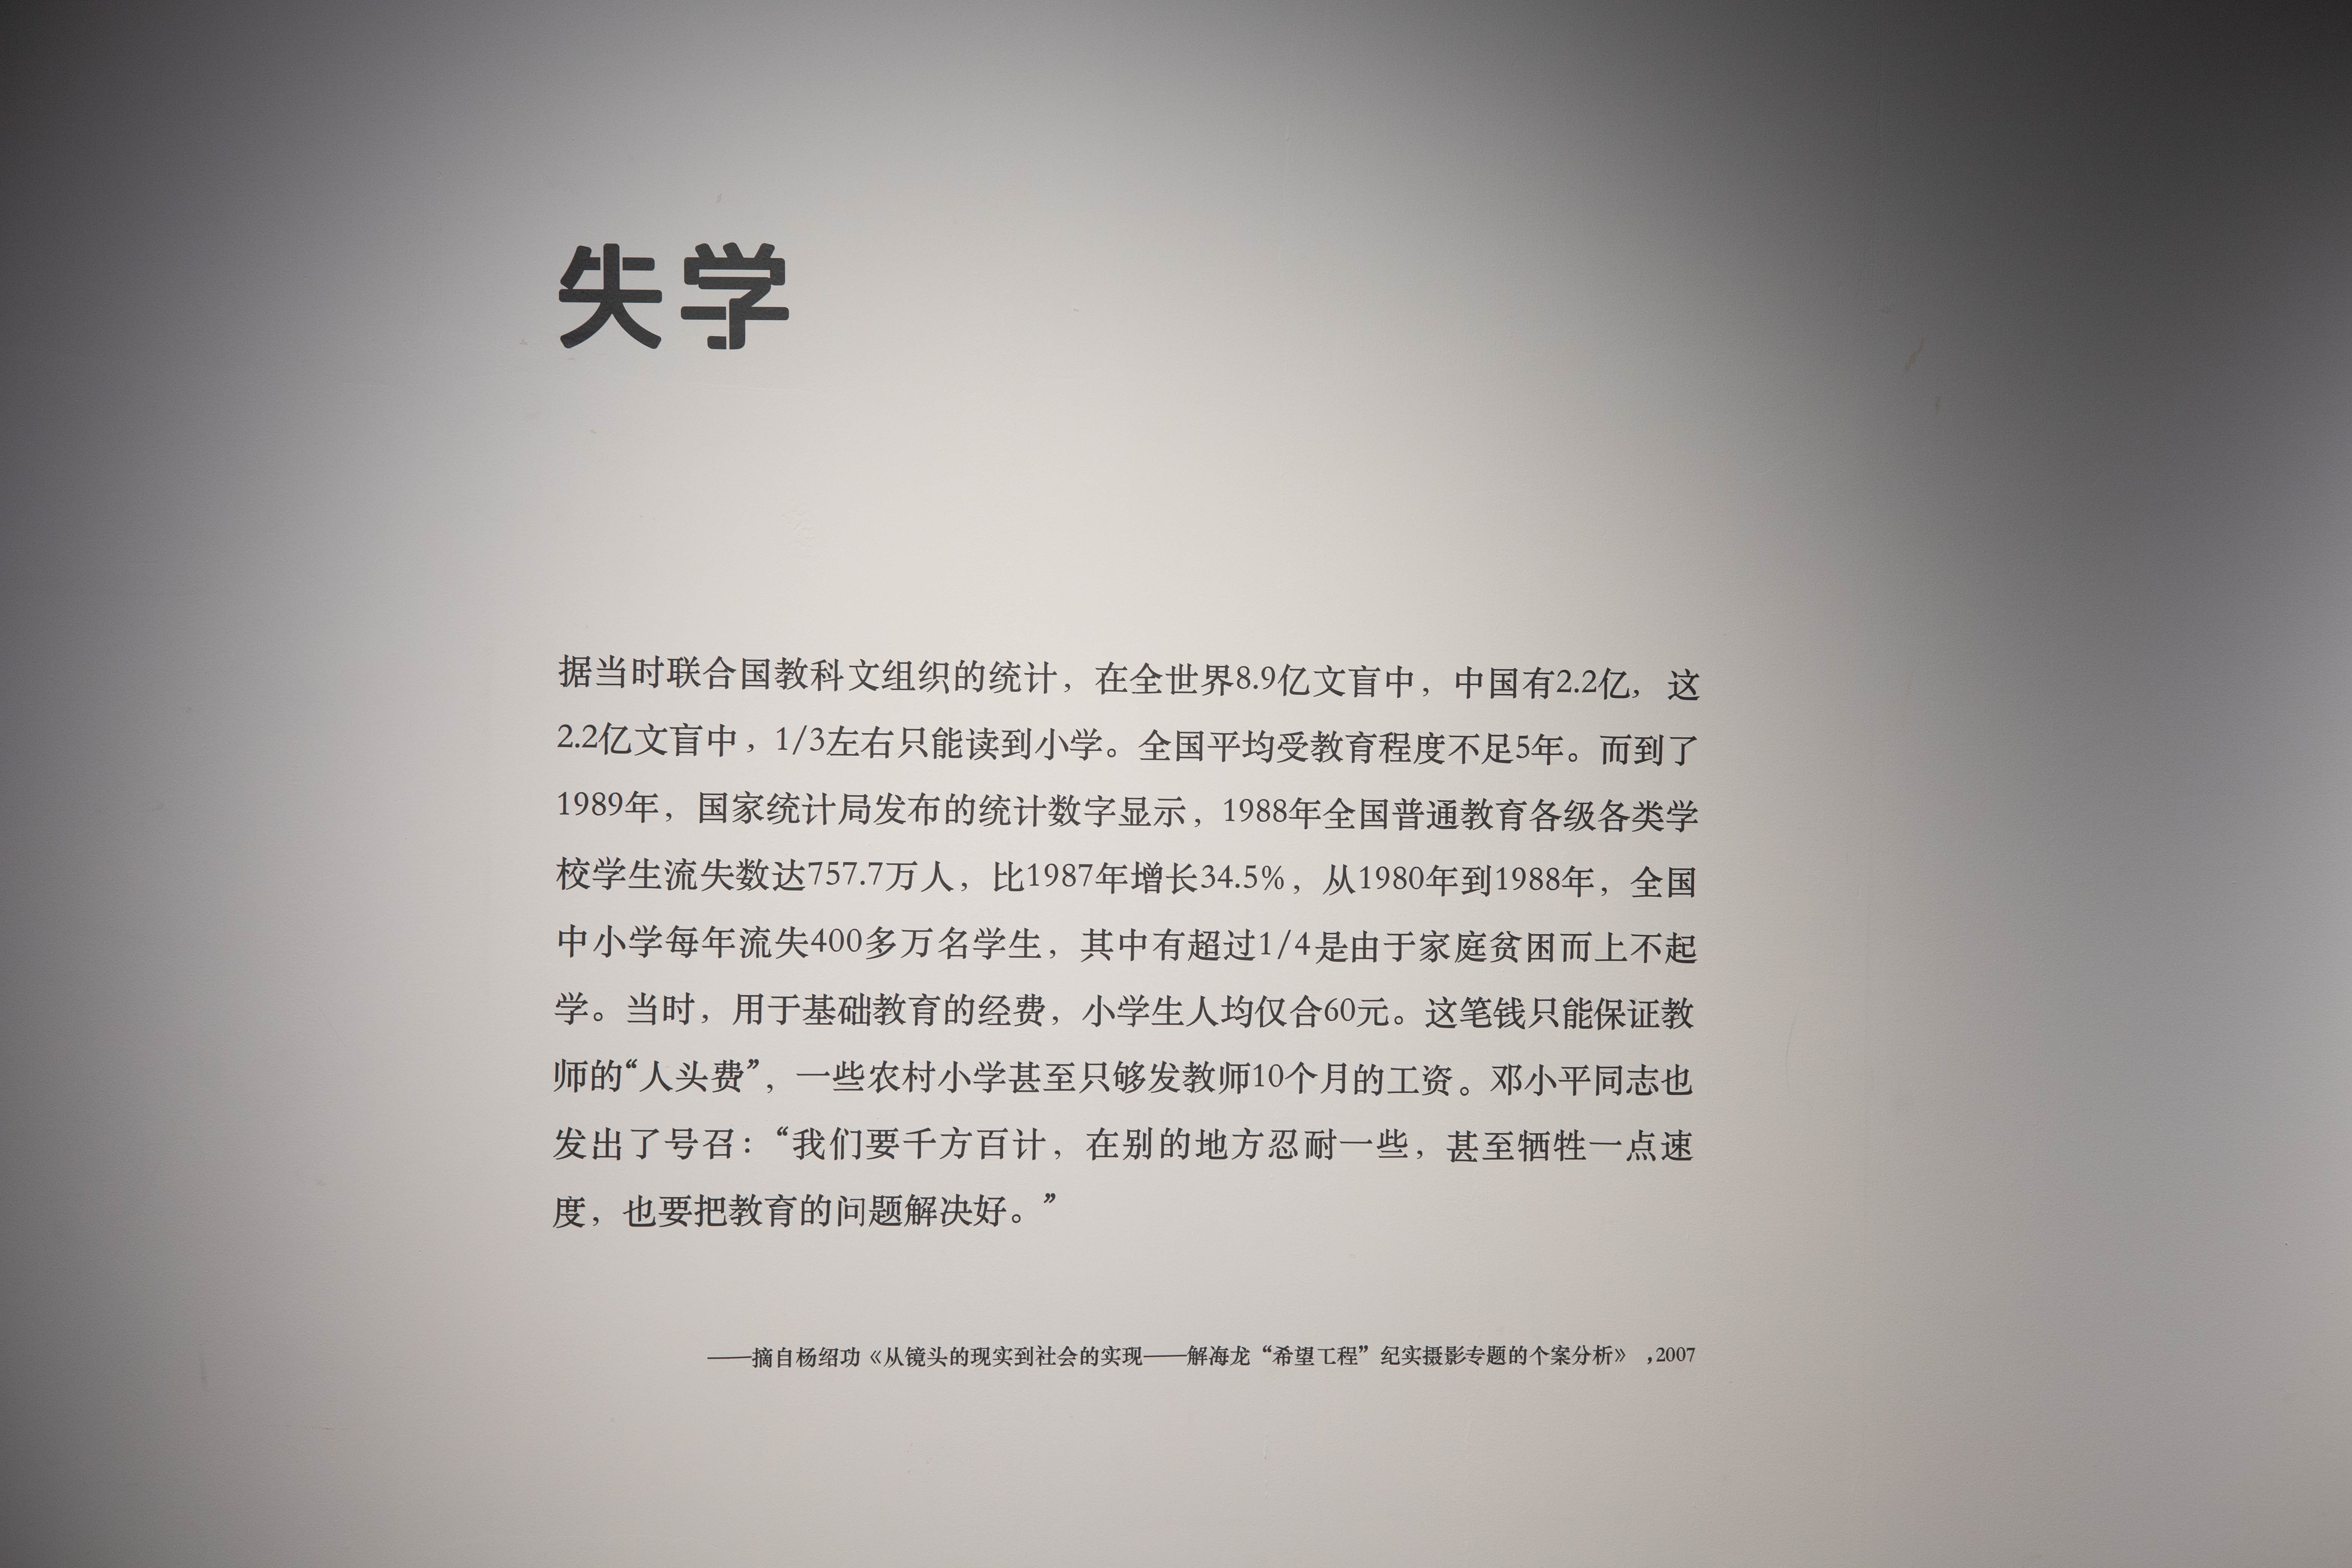 失学
据当时联合国教科文组织的统计，在全世界8.9亿文盲中，中国有2.2亿，这
2.2亿文盲中，1/3左右只能读到小学。全国平均受教育程度不足5年。而到了
1989年，国家统计局发布的统计数字显示，1988年全国普通教育各级各类学
校学生流失数达757.7万人，比1987年增长34.5%，从1980年到1988年，全国
中小学每年流失400多万名学生，其中有超过1/4是由于家庭贫困而上不起
学。当时，用于基础教育的经费，小学生人均仅合60元。这笔钱只能保证教
师的“人头费”，一些农村小学甚至只够发教师10个月的工资。邓小平同志也
发出了号召：“我们要千方百计，在别的地方忍耐一些，甚至牺牲一点速
度，也要把教育的问题解决好。”
——摘自杨绍功《从镜头的现实到社会的实现——解海龙“希望工程”纪实摄影专题的个案分析》 ，2007